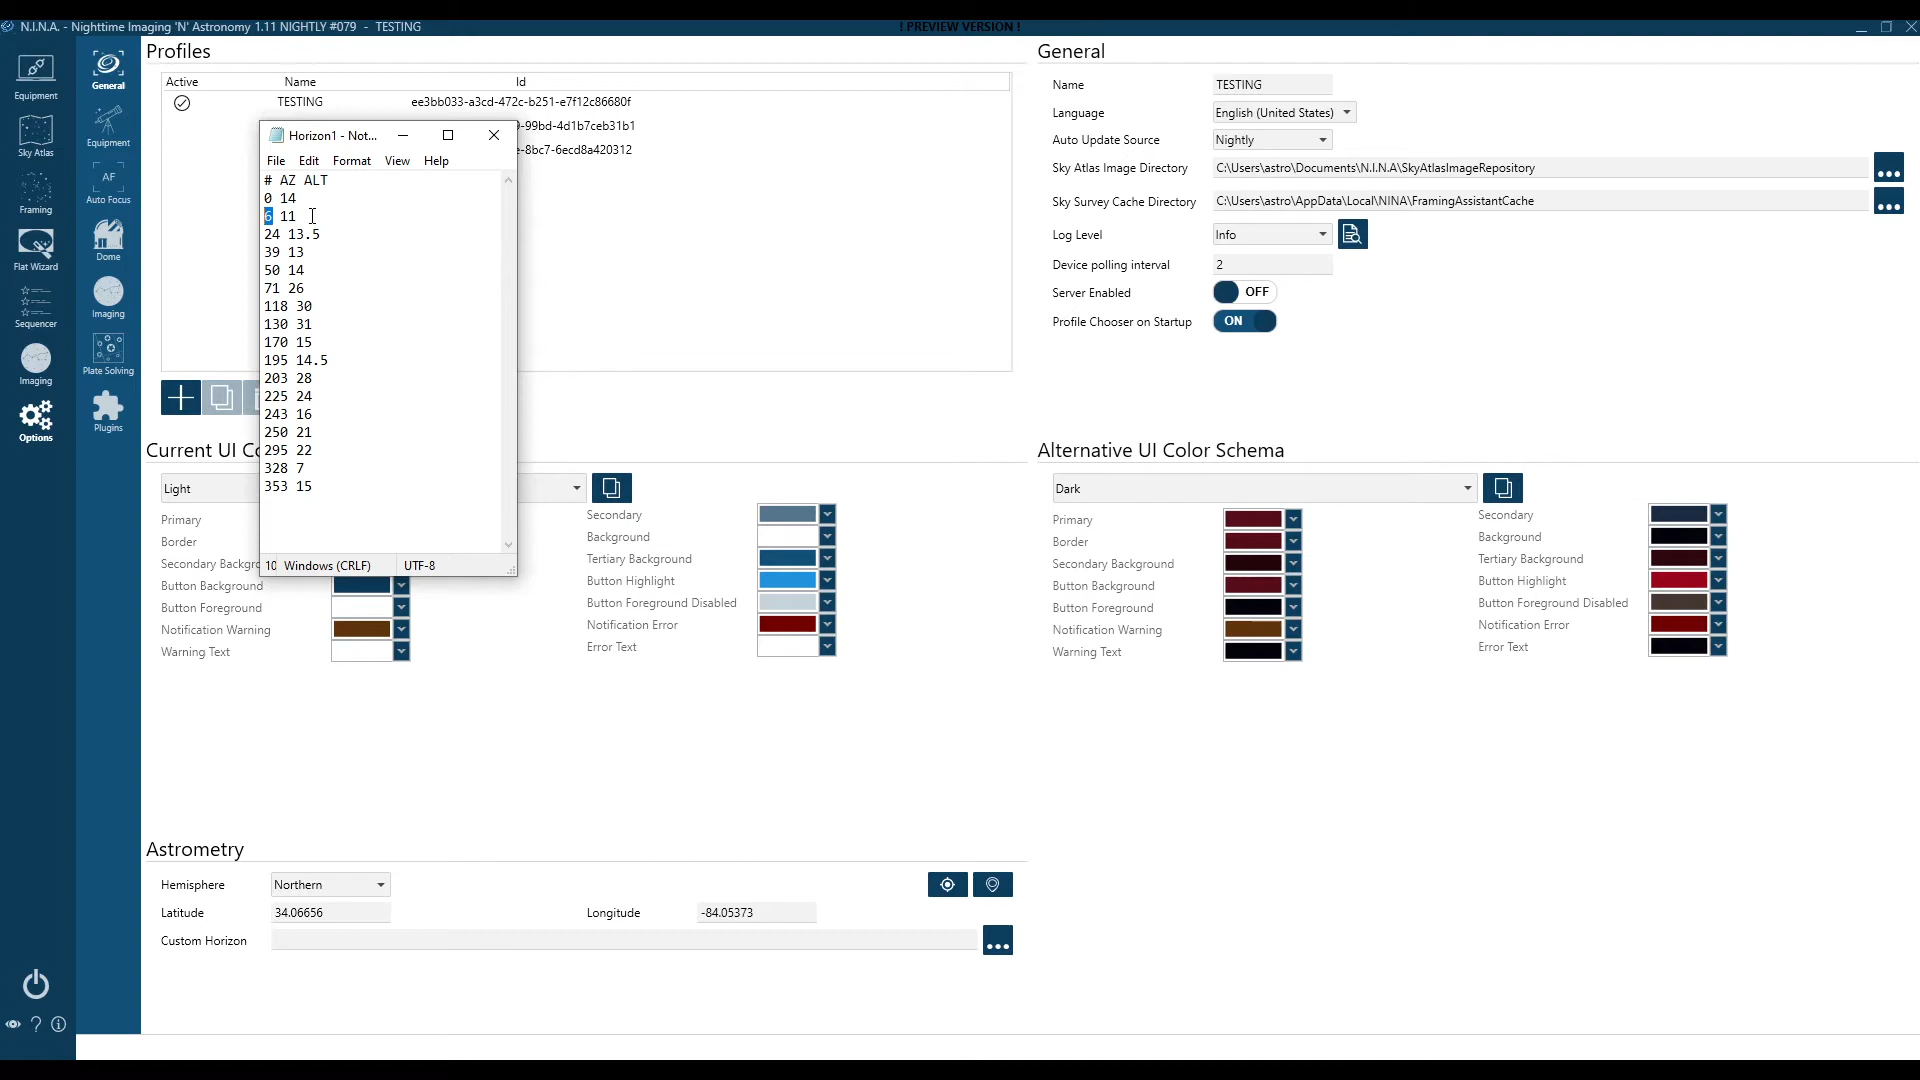 N.I.N.A. - Nighttime Imaging 'N' Astronomy 1.11 NIGHTLY #079 - TESTING
! PREVIEW VERSION !
Equipment
Sky Atlas
Framing
Flat Wizard
Sequencer
Imaging
Options
General
Equipment
AF
Auto Focus
Dome
Imaging
Plate Solving
Plugins
Profiles
Active Name Id
TESTING ee3bb033-a3cd-472c-b251-e7f12c86680f
-99bd-4d1b7ceb31b1
-8bc7-6ecd8a420312
Horizon1 - Not...
File Edit Format View Help
# AZ ALT
0 14
6 11
24 13.5
39 13
50 14
71 26
118 30
130 31
170 15
195 14.5
203 28
225 24
243 16
250 21
295 22
328 7
353 15
10 Windows (CRLF) UTF-8
General
Name TESTING
Language English (United States)
Auto Update Source Nightly
Sky Atlas Image Directory C:\Users\astro\Documents\N.I.N.A\SkyAtlasImageRepository
Sky Survey Cache Directory C:\Users\astro\AppData\Local\NINA\FramingAssistantCache
Log Level Info
Device polling interval 2
Server Enabled OFF
Profile Chooser on Startup ON
Current UI Co
Light
Primary
Border
Secondary Backgro
Button Background
Button Foreground
Notification Warning
Warning Text
Secondary
Background
Tertiary Background
Button Highlight
Button Foreground Disabled
Notification Error
Error Text
Alternative UI Color Schema
Dark
Primary
Border
Secondary Background
Button Background
Button Foreground
Notification Warning
Warning Text
Secondary
Background
Tertiary Background
Button Highlight
Button Foreground Disabled
Notification Error
Error Text
Astrometry
Hemisphere Northern
Latitude 34.06656 Longitude -84.05373
Custom Horizon